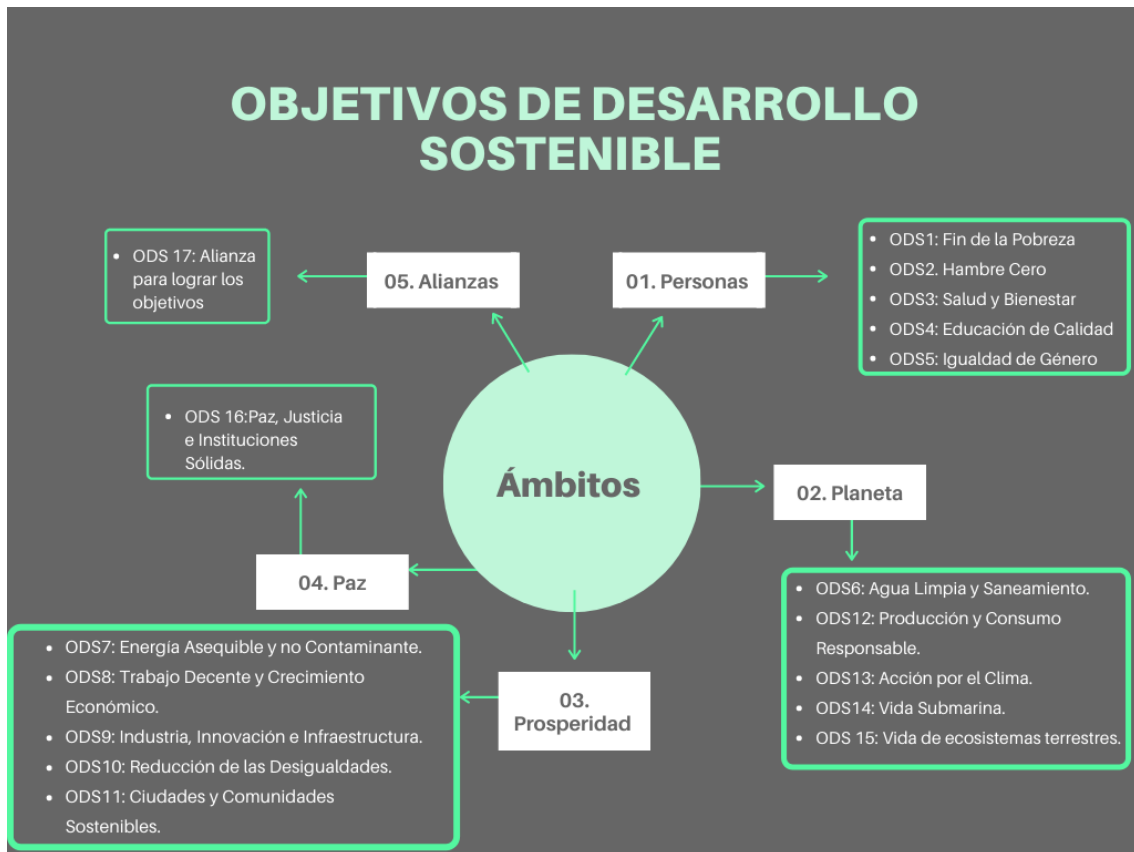 OBJETIVOS DE DESARROLLO
SOSTENIBLE
05. Alianzas
• ODS 17: Alianza
para lograr los
objetivos
01. Personas
• ODS1: Fin de la Pobreza
• ODS2. Hambre Cero
• ODS3: Salud y Bienestar
• ODS4: Educación de Calidad
• ODS5: Igualdad de Género
Ámbitos
02. Planeta
• ODS6: Agua Limpia y Saneamiento.
• ODS12: Producción y Consumo
Responsable.
• ODS13: Acción por el Clima.
• ODS14: Vida Submarina.
• ODS 15: Vida de ecosistemas terrestres.
03.
Prosperidad
• ODS7: Energía Asequible y no Contaminante.
• ODS8: Trabajo Decente y Crecimiento
Económico.
• ODS9: Industria, Innovación e Infraestructura.
• ODS10: Reducción de las Desigualdades.
• ODS11: Ciudades y Comunidades
Sostenibles.
04. Paz
• ODS 16:Paz, Justicia
e Instituciones
Sólidas.